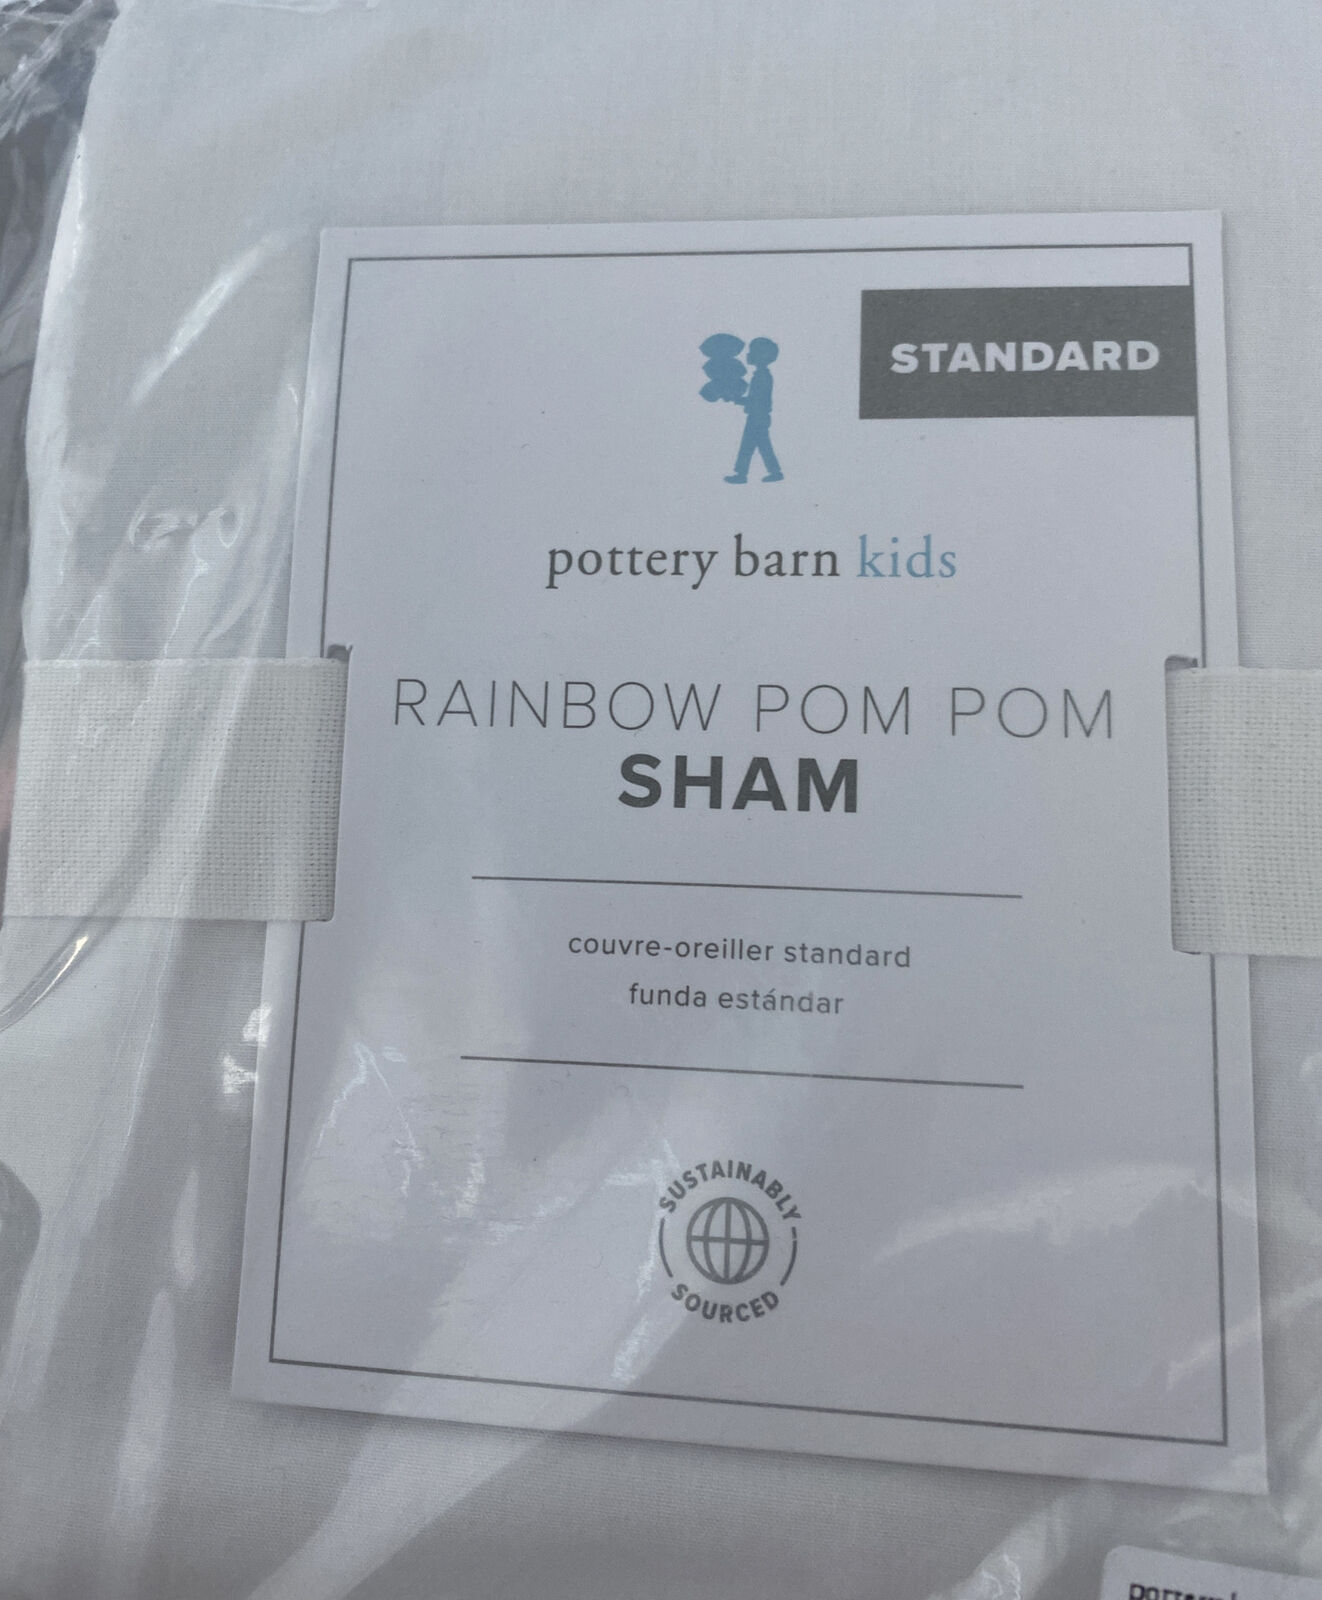 STANDARD
pottery barn kids
RAINBOW POM POM
SHAM
couvre-oreiller standard
funda estándar
SUSTAINABLY
SOURCED